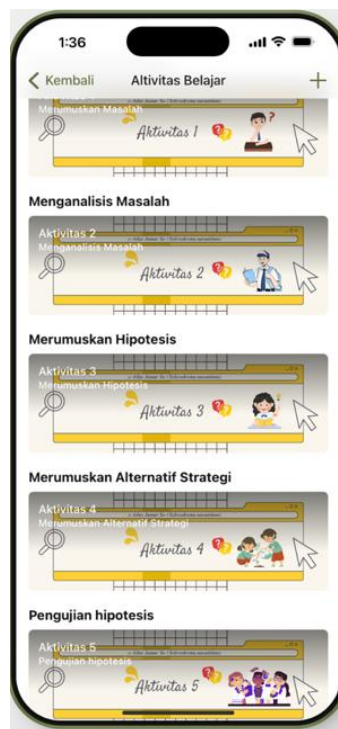 1:36
Kembali
Altivitas Belajar
Merumuskan Masalah
Aktivitas 1
Menganalisis Masalah
Aktivitas 2
Menganalisis Masalah
Aktivitas 2
Merumuskan Hipotesis
Aktivitas 3
Merumuskan Hipotesis
Aktivitas 3
Merumuskan Alternatif Strategi
Aktivitas 4
Merumuskan Alternatif Strategi
Aktivitas 4
Pengujian hipotesis
Aktivitas 5
Pengujian hipotesis
Aktivitas 5